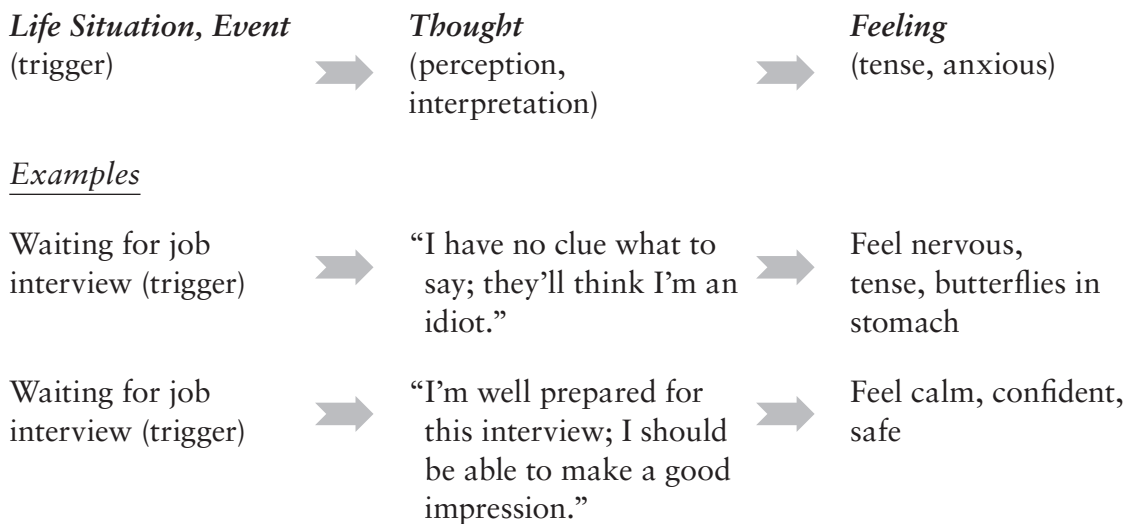 Life Situation, Event
(trigger)
Thought
(perception,
interpretation)
Feeling
(tense, anxious)
Examples
Waiting for job
interview (trigger)
“I have no clue what to
say; they’ll think I’m an
idiot.”
Feel nervous,
tense, butterflies in
stomach
Waiting for job
interview (trigger)
“I’m well prepared for
this interview; I should
be able to make a good
impression.”
Feel calm, confident,
safe